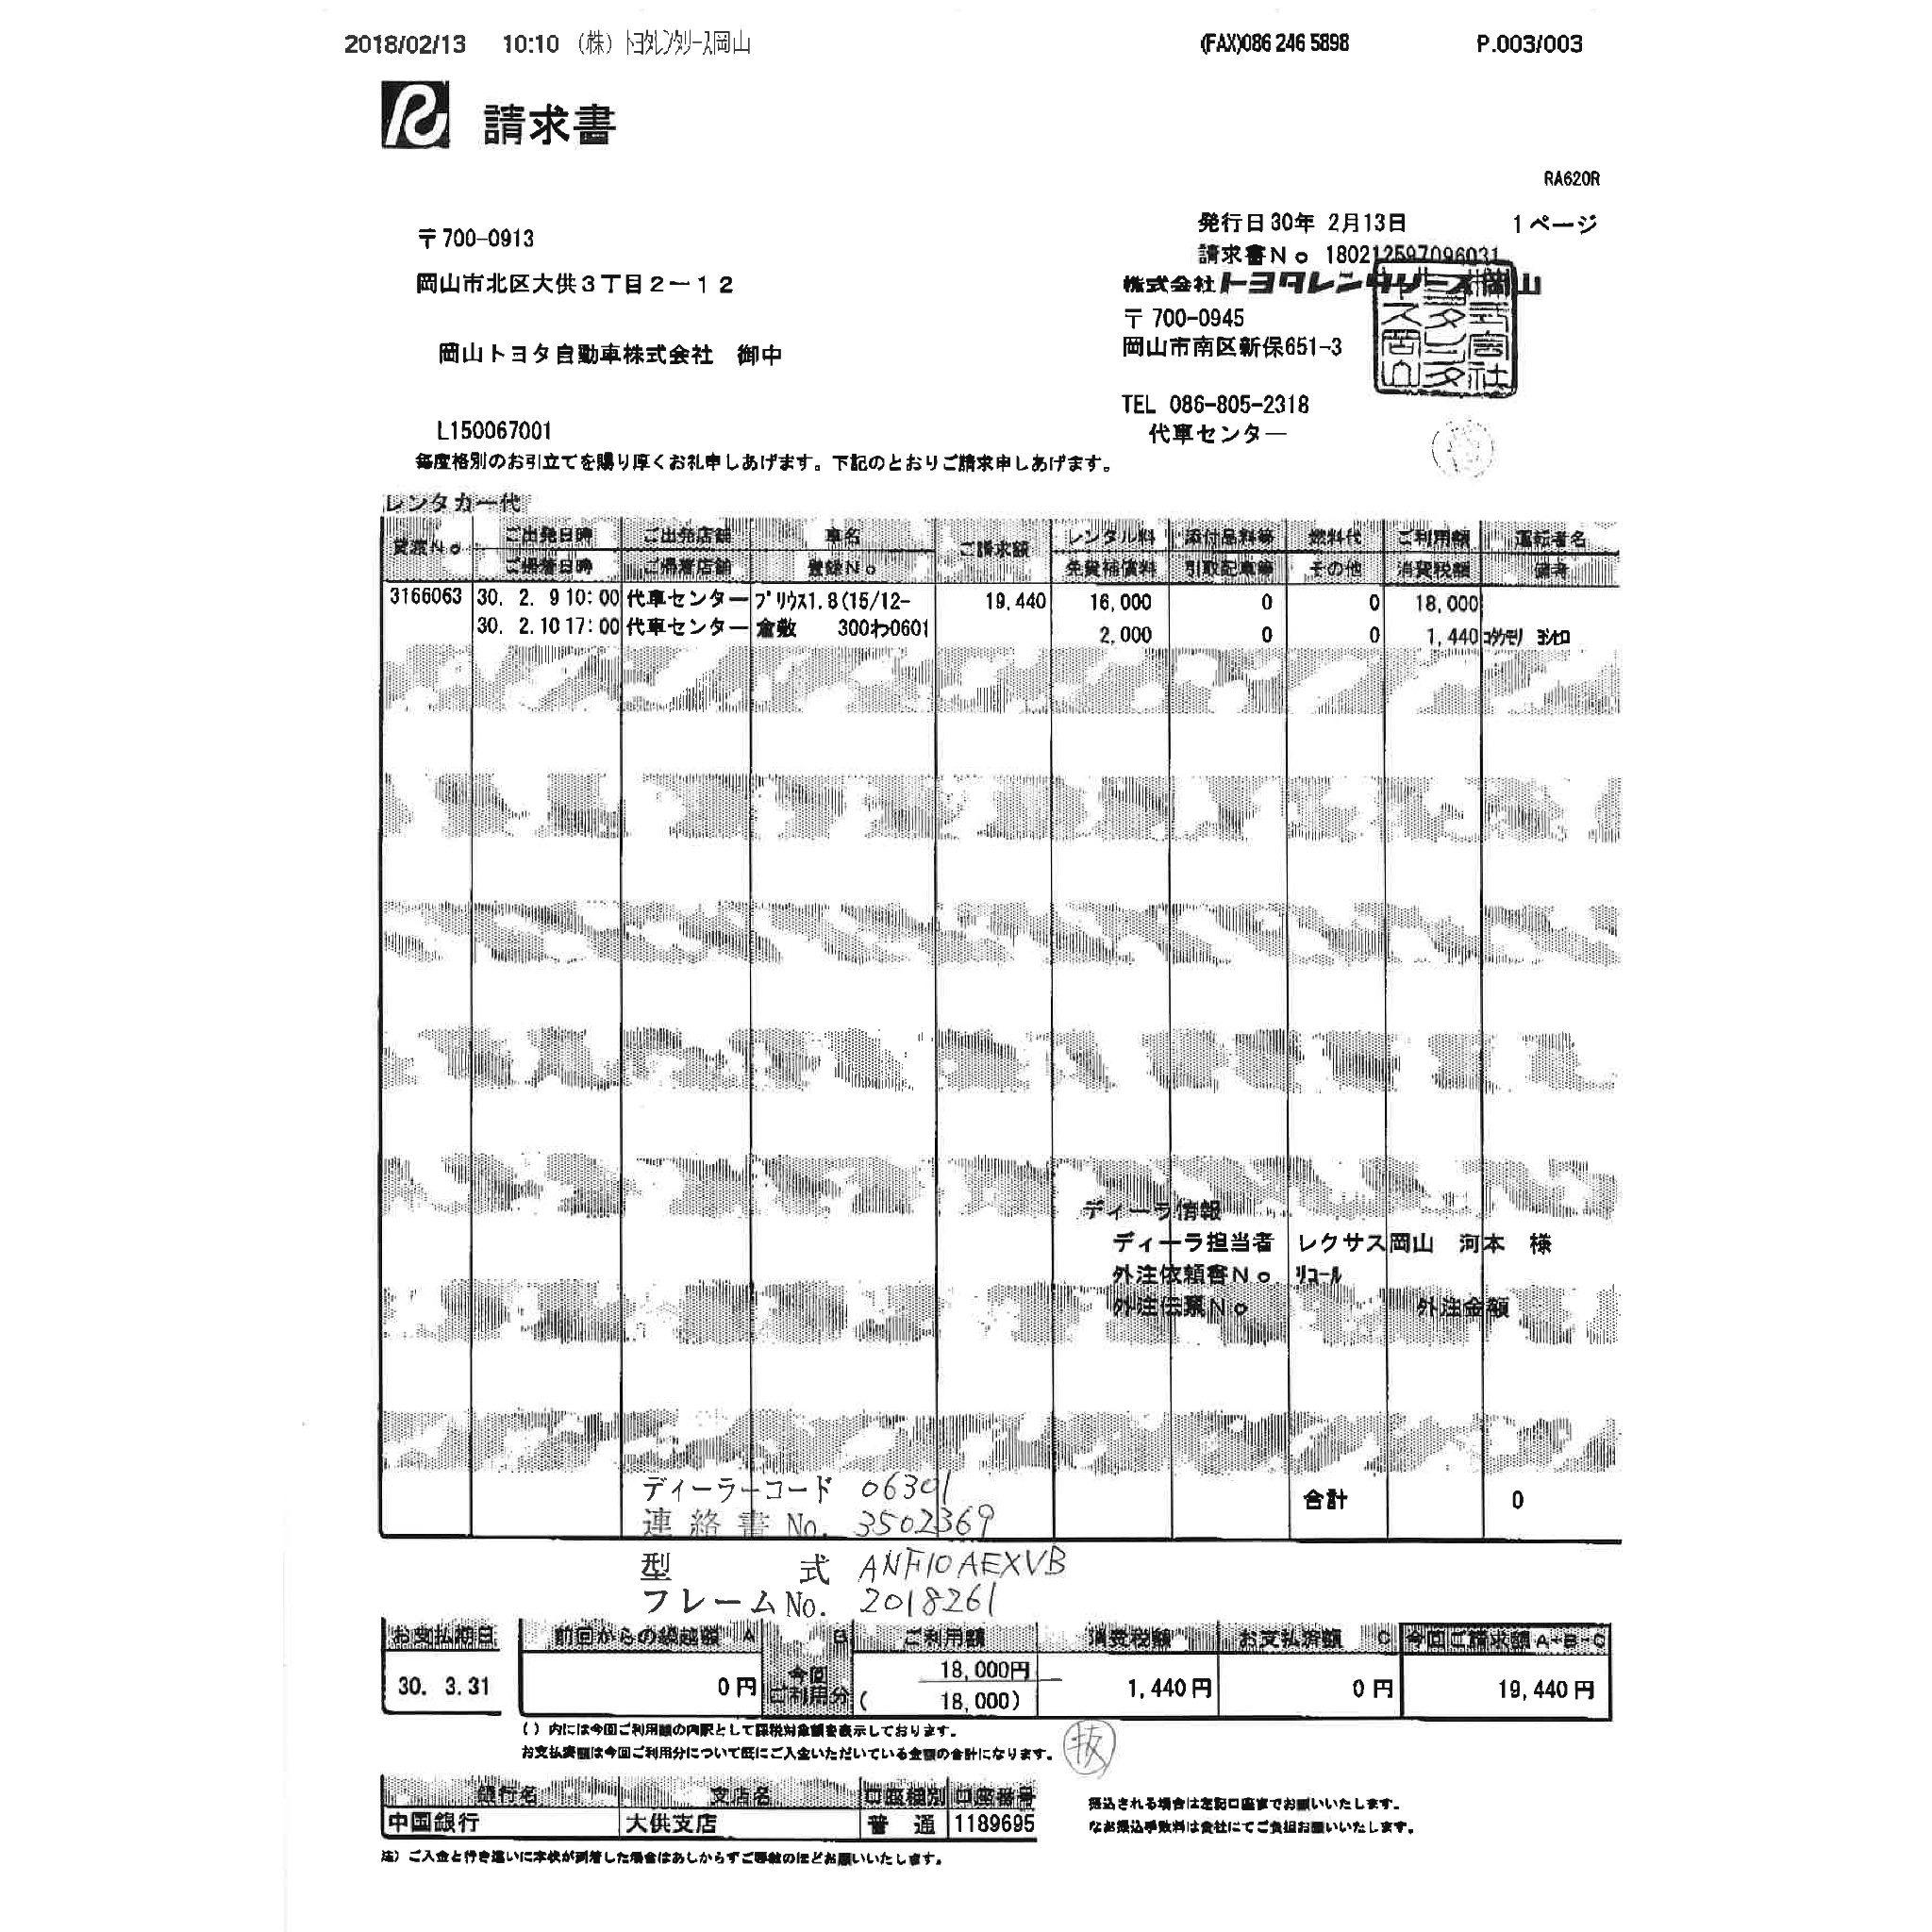 2018/02/13 10:10 (株)トヨタレンタリース岡山 (FAX)086 246 5898 P.003/003
請求書
RA620R
発行日30年 2月13日 1ページ
請求書No 180212597096031
〒700-0913
岡山市北区大供3丁目2-12
岡山トヨタ自動車株式会社 御中
株式会社トヨタレンタリース岡山
〒700-0945
岡山市南区新保651-3
TEL 086-805-2318
代車センター
L150067001
毎度格別のお引立てを賜り厚くお礼申しあげます。下記のとおりご請求申しあげます。
レンタカー代
貸渡No ご出発日時 ご出発店舗 車名 ご請求額 レンタル料 添付品料等 燃料代 ご利用額 運転者名
ご帰着日時 ご帰着店舗 登録No 免責補償料 引取配車等 その他 消費税額 備考
3166063 30. 2. 9 10:00 代車センター プリウス1.8(15/12- 19,440 16,000 0 0 18,000
30. 2.10 17:00 代車センター 倉敷 300わ0601 2,000 0 0 1,440
ディーラ情報
ディーラ担当者 レクサス岡山 河本 様
外注依頼書No リコール
外注伝票No 外注金額
ディーラーコード 06301
合計 0
連絡書No. 3502369
型式 ANF10AEXVB
フレームNo. 2018261
お支払期日 前回からの繰越額 A B ご利用額 消費税額 お支払済額 C 今回ご請求額A+B-C
30. 3.31 0円 今回ご利用分 18,000円 1,440円 0円 19,440円
( 18,000)
( )内には今回ご利用額の内訳として課税対象額を表示しております。
お支払済額は今回ご利用分について既にご入金いただいている金額の合計になります。
抜
銀行名 支店名 口座種別 口座番号
中国銀行 大供支店 普通 1189695
振込される場合は左記口座までお願いいたします。
なお振込手数料は貴社にてご負担お願いいたします。
注)ご入金と行き違いに本状が到着した場合はあしからずご容赦のほどお願いいたします。